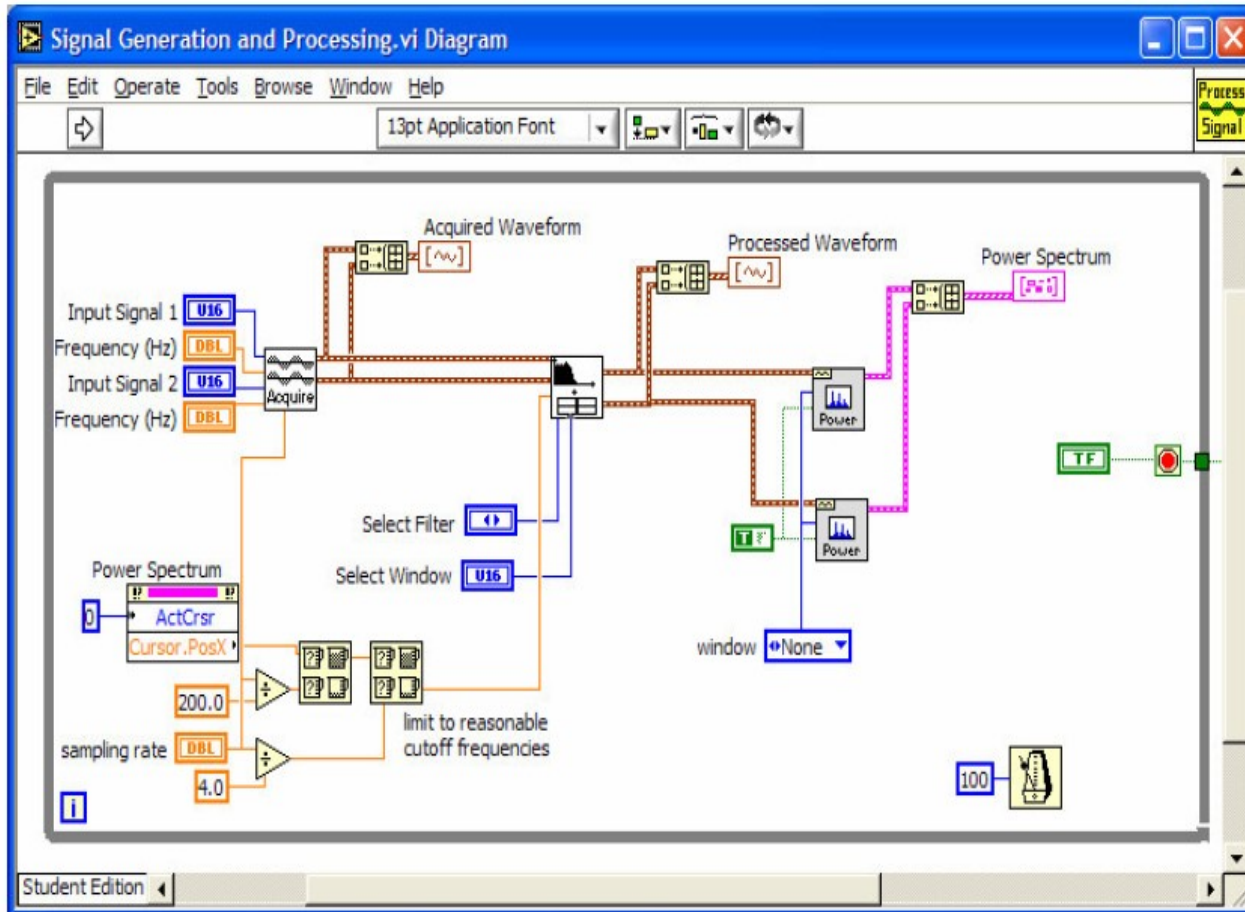 Signal Generation and Processing.vi Diagram
File Edit Operate Tools Browse Window Help
13pt Application Font
Process
Signal
Acquired Waveform
Processed Waveform
Power Spectrum
Input Signal 1 U16
Frequency (Hz) DBL
Input Signal 2 U16
Frequency (Hz) DBL
Acquire
Power
TF
Select Filter
T
Power
Select Window U16
Power Spectrum
0 ActCrsr
Cursor.PosX
window None
200.0
limit to reasonable
cutoff frequencies
sampling rate DBL
4.0
100
i
Student Edition